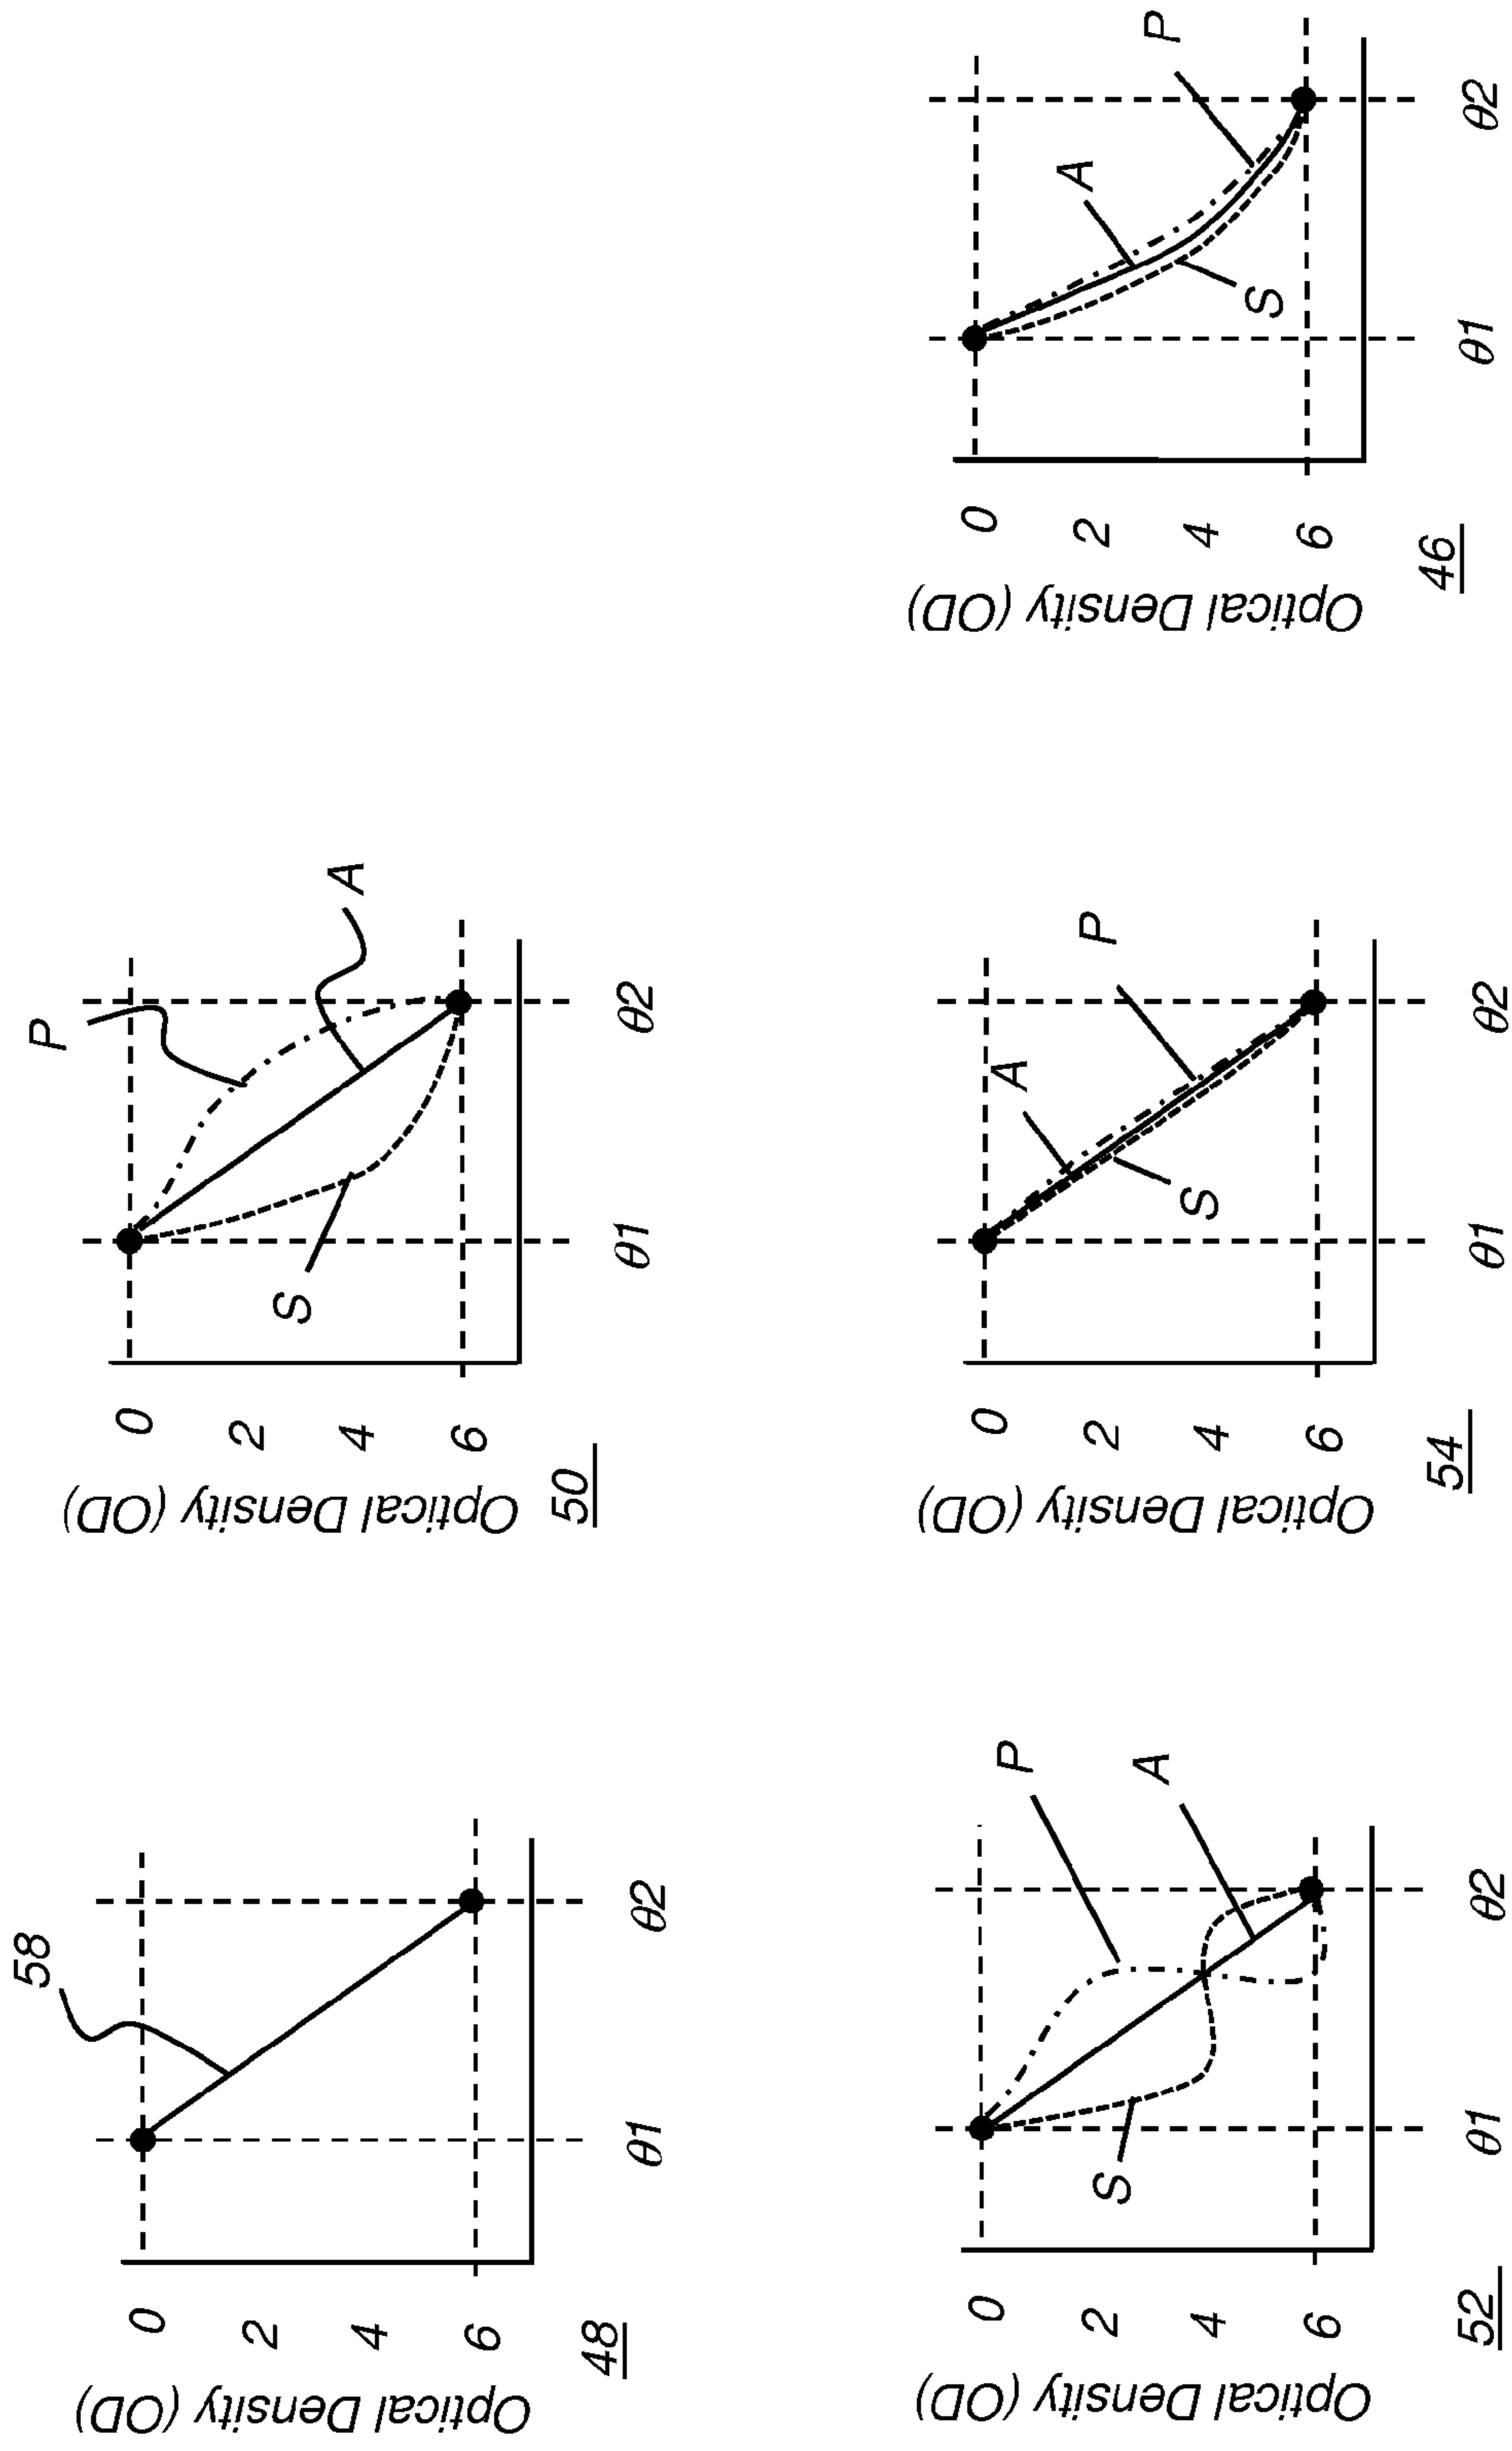 58
Optical Density (OD)
0
2
4
6
θ1
θ2
48
P
A
S
Optical Density (OD)
0
2
4
6
θ1
θ2
50
P
A
S
Optical Density (OD)
0
2
4
6
θ1
θ2
52
A
P
S
Optical Density (OD)
0
2
4
6
θ1
θ2
54
A
P
S
Optical Density (OD)
0
2
4
6
θ1
θ2
46